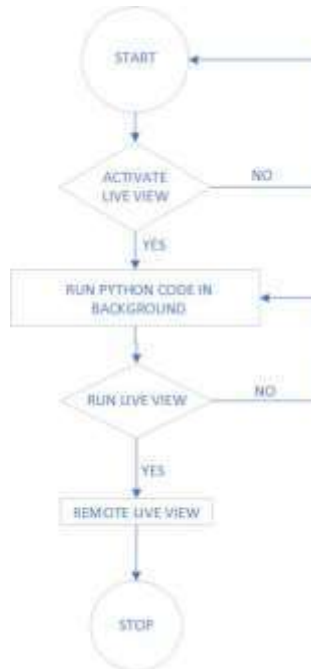 START
ACTIVATE
LIVE VIEW
NO
YES
RUN PYTHON CODE IN
BACKGROUND
RUN LIVE VIEW
NO
YES
REMOTE LIVE VIEW
STOP